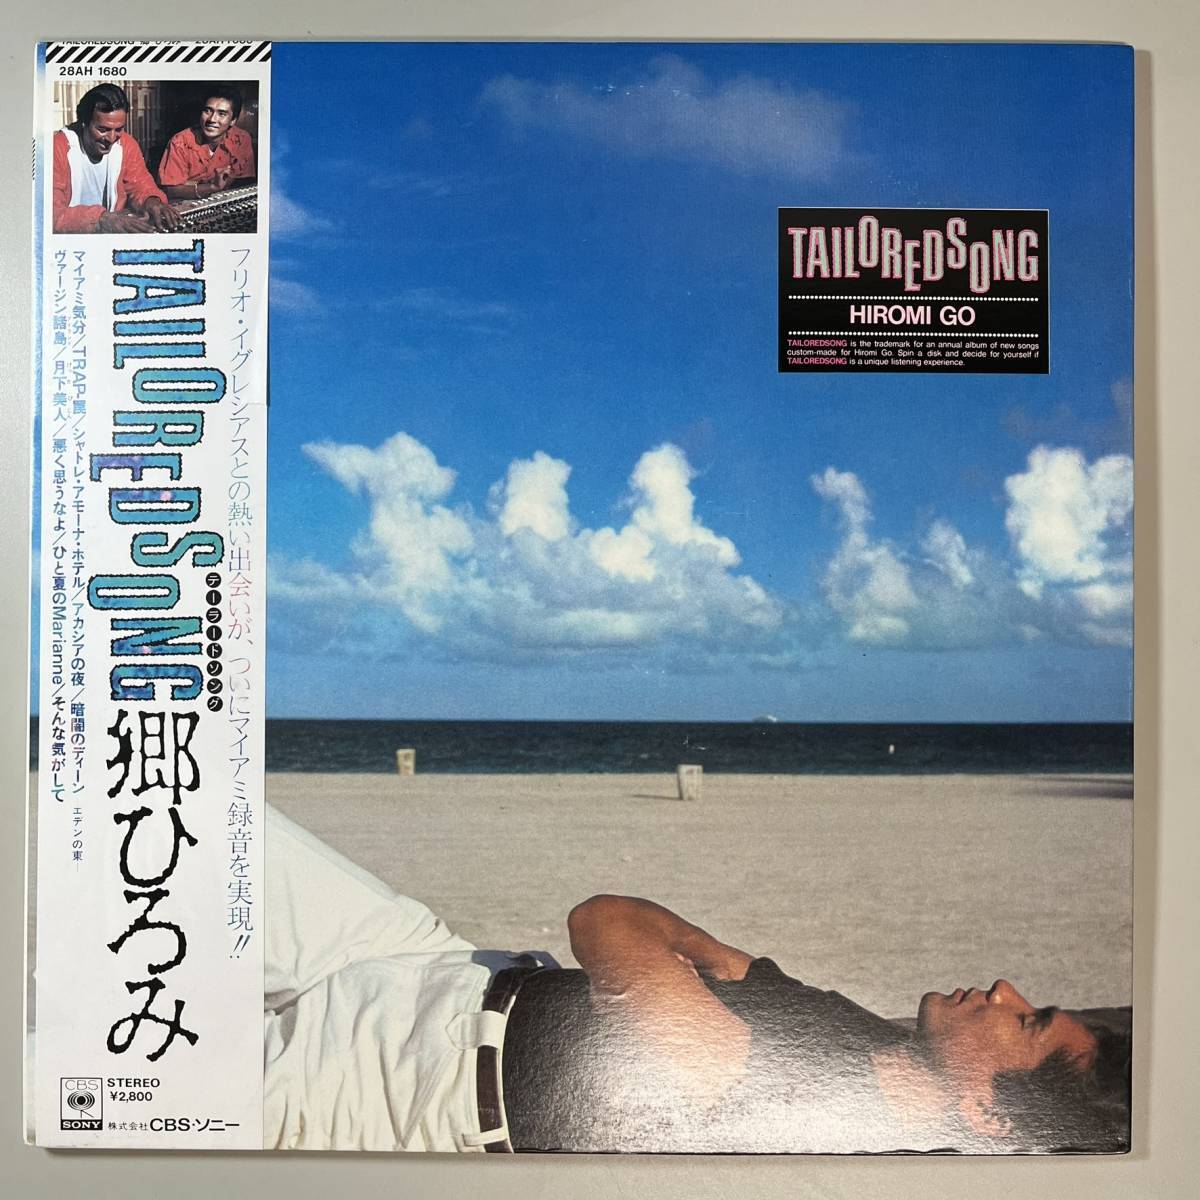 TAILOREDSONG 郷ひろみ 28AH1680
28AH 1680
フリオ・イグレシアスとの熱い出会いが、ついにマイアミ録音を実現!!
TAILOREDSONG
テーラードソング
郷ひろみ
マイアミ気分/TRAP-罠/シャトレ・アモーナ・ホテル/アカシアの夜/暗闇のディーン―エデンの東―
ヴァージン諸島/月下美人/悪く思うなよ/ひと夏のMarianne/そんな気がして
CBS
SONY
STEREO
¥2,800
株式会社CBS・ソニー
TAILOREDSONG
HIROMI GO
TAILOREDSONG is the trademark for an annual album of new songs
custom-made for Hiromi Go. Spin a disk and decide for yourself if
TAILOREDSONG is a unique listening experience.